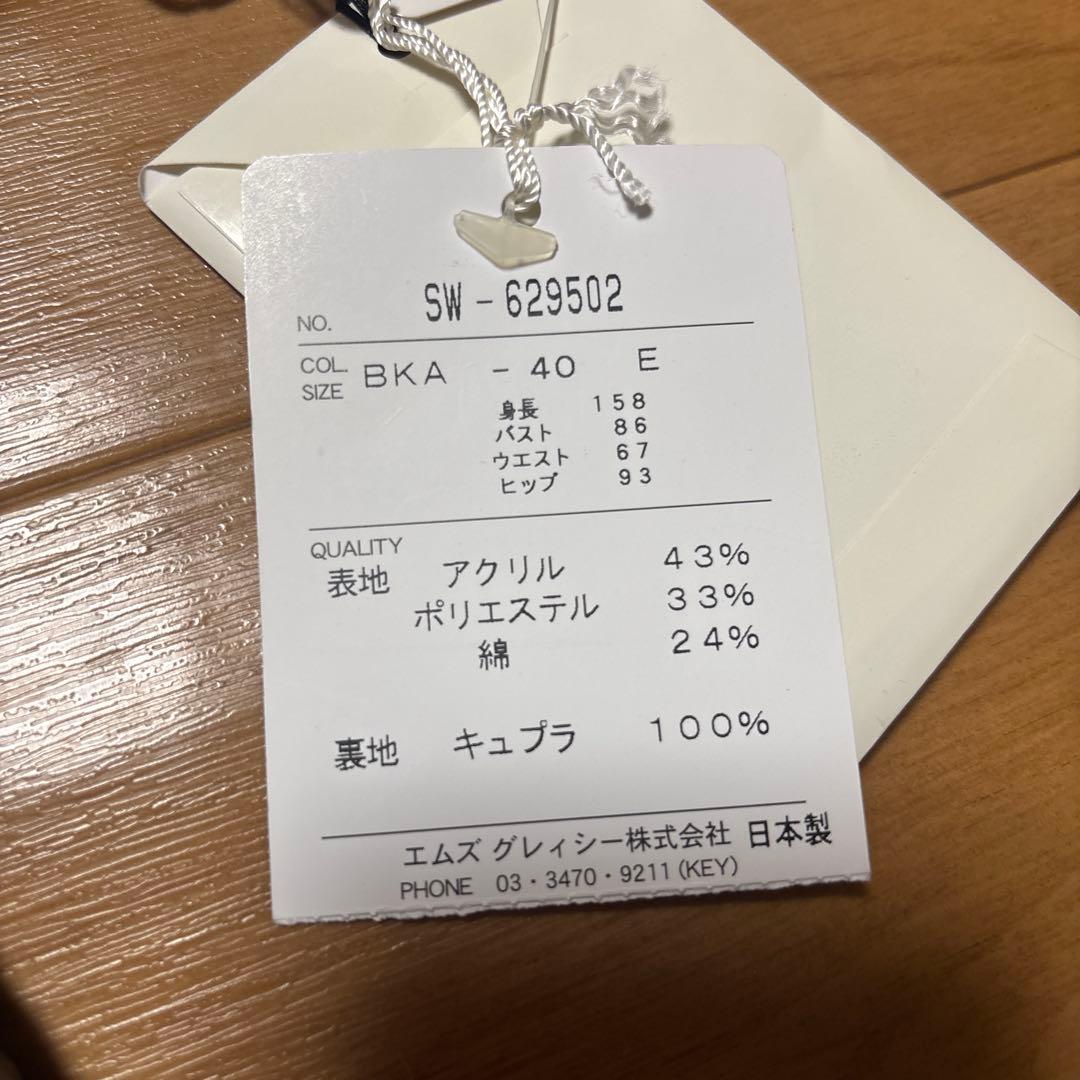 NO. SW-629502
COL. SIZE BKA - 40 E
身長 158
バスト 86
ウエスト 67
ヒップ 93
QUALITY
表地 アクリル 43%
ポリエステル 33%
綿 24%
裏地 キュプラ 100%
エムズ グレィシー株式会社 日本製
PHONE 03・3470・9211(KEY)